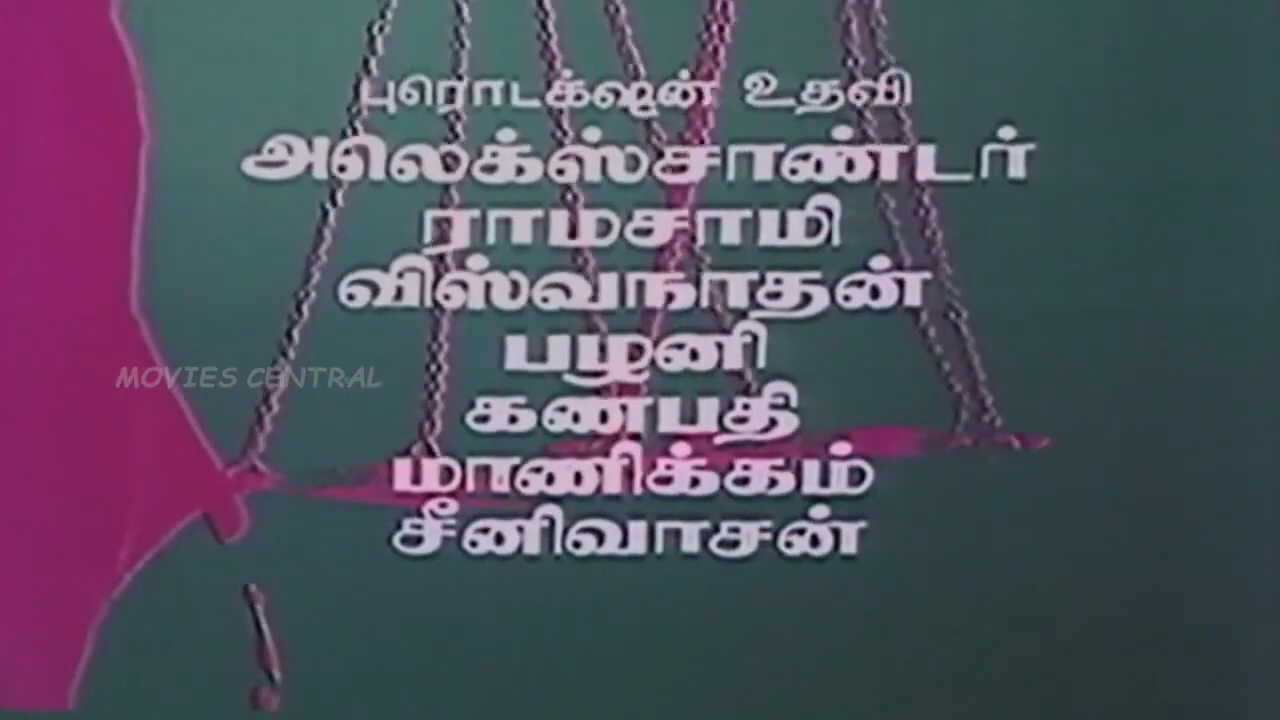 புரொடக்‌ஷன் உதவி
அலெக்ஸ்சாண்டர்
ராமசாமி
விஸ்வநாதன்
பழனி
MOVIES CENTRAL
கணபதி
மாணிக்கம்
சீனிவாசன்